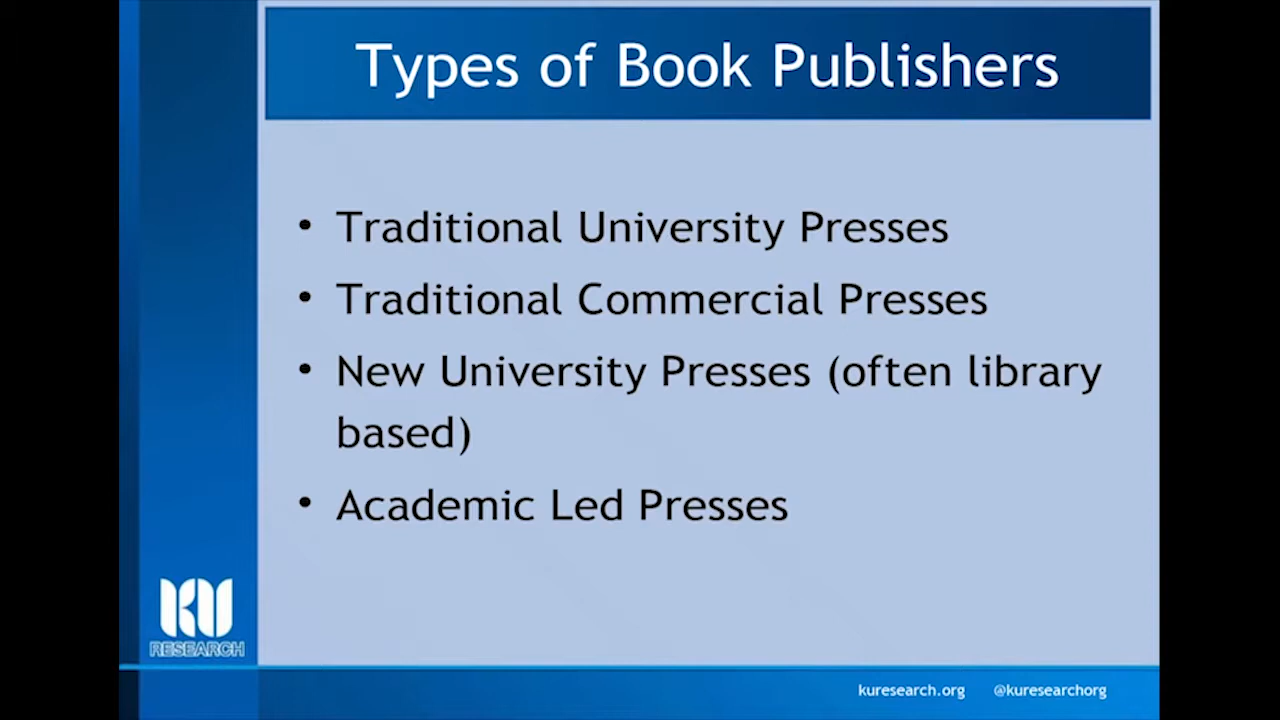 Types of Book Publishers
• Traditional University Presses
• Traditional Commercial Presses
• New University Presses (often library
based)
• Academic Led Presses
KU
RESEARCH
kuresearch.org @kuresearchorg